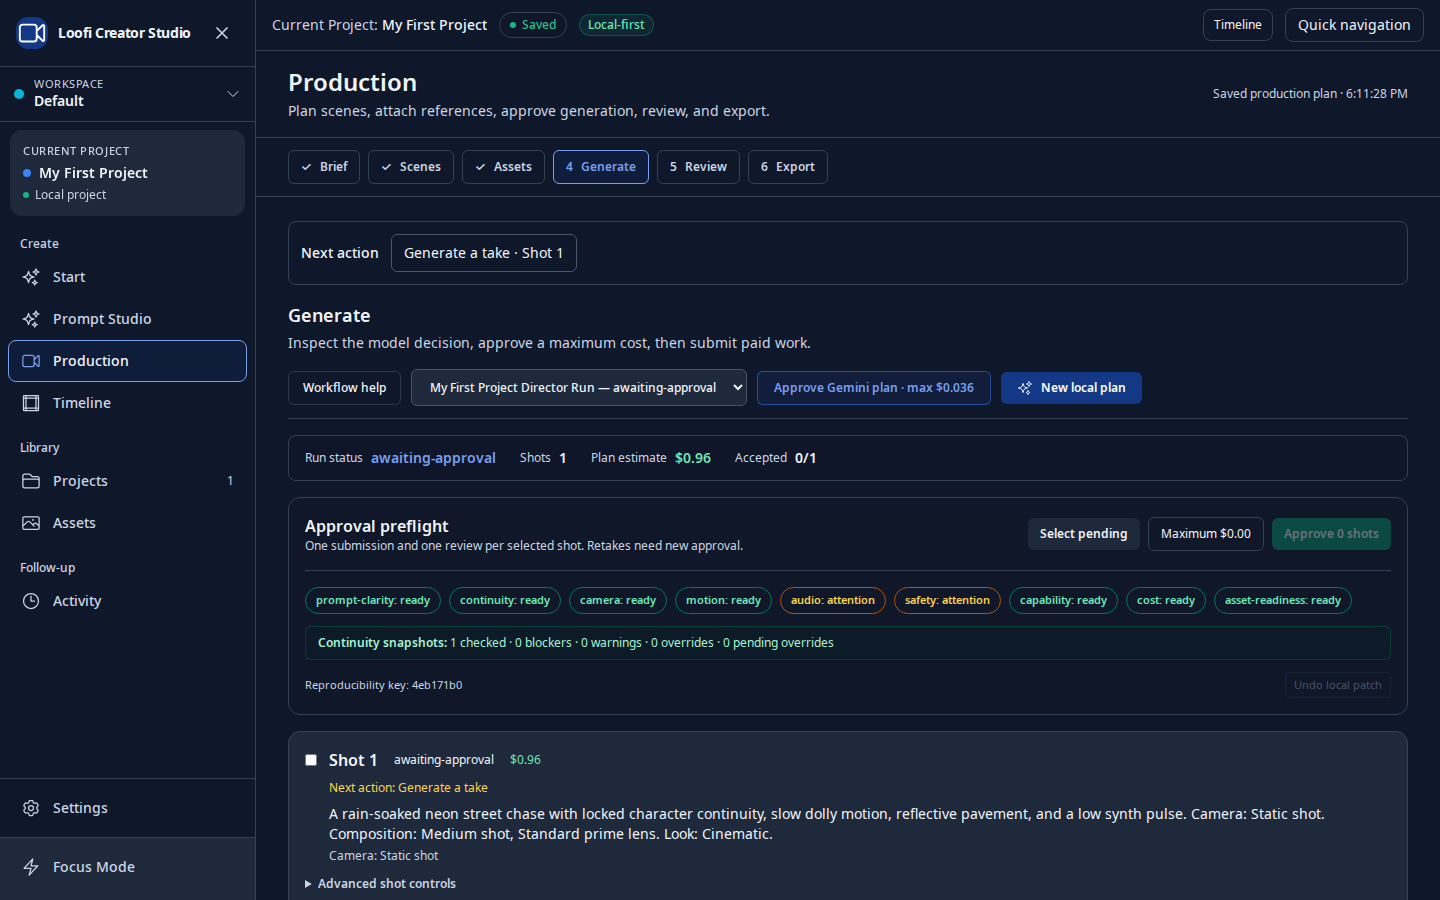 Loofi Creator Studio
WORKSPACE
Default
CURRENT PROJECT
My First Project
Local project
Create
Start
Prompt Studio
Production
Timeline
Library
Projects 1
Assets
Follow-up
Activity
Settings
Focus Mode
Current Project: My First Project Saved Local-first Timeline Quick navigation
Production
Plan scenes, attach references, approve generation, review, and export.
Saved production plan · 6:11:28 PM
Brief Scenes Assets 4 Generate 5 Review 6 Export
Next action Generate a take · Shot 1
Generate
Inspect the model decision, approve a maximum cost, then submit paid work.
Workflow help My First Project Director Run — awaiting-approval Approve Gemini plan · max $0.036 New local plan
Run status awaiting-approval Shots 1 Plan estimate $0.96 Accepted 0/1
Approval preflight
One submission and one review per selected shot. Retakes need new approval.
Select pending Maximum $0.00 Approve 0 shots
prompt-clarity: ready continuity: ready camera: ready motion: ready audio: attention safety: attention capability: ready cost: ready asset-readiness: ready
Continuity snapshots: 1 checked · 0 blockers · 0 warnings · 0 overrides · 0 pending overrides
Reproducibility key: 4eb171b0 Undo local patch
Shot 1 awaiting-approval $0.96
Next action: Generate a take
A rain-soaked neon street chase with locked character continuity, slow dolly motion, reflective pavement, and a low synth pulse. Camera: Static shot.
Composition: Medium shot, Standard prime lens. Look: Cinematic.
Camera: Static shot
Advanced shot controls